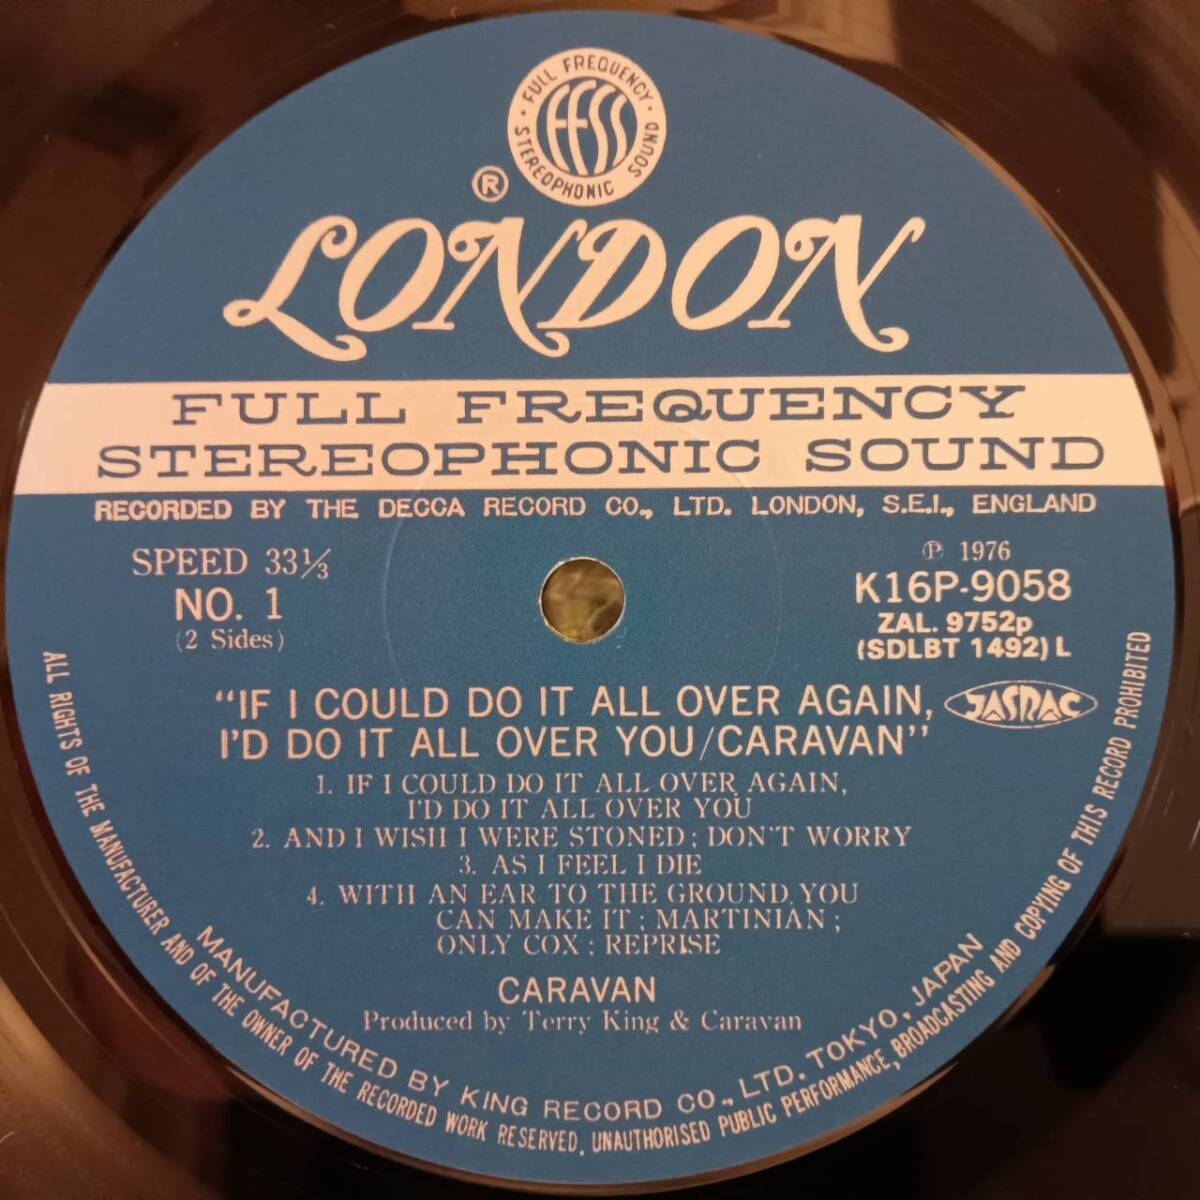 · FULL FREQUENCY · STEREOPHONIC SOUND
FFSS
®
LONDON
FULL FREQUENCY
STEREOPHONIC SOUND
RECORDED BY THE DECCA RECORD CO., LTD. LONDON, S.E.I., ENGLAND
SPEED 33⅓
NO. 1
(2 Sides)
℗ 1976
K16P-9058
ZAL. 9752p
(SDLBT 1492) L
"IF I COULD DO IT ALL OVER AGAIN,
I'D DO IT ALL OVER YOU/CARAVAN"
JASRAC
1. IF I COULD DO IT ALL OVER AGAIN,
I'D DO IT ALL OVER YOU
2. AND I WISH I WERE STONED; DON'T WORRY
3. AS I FEEL I DIE
4. WITH AN EAR TO THE GROUND, YOU
CAN MAKE IT; MARTINIAN;
ONLY COX; REPRISE
CARAVAN
Produced by Terry King & Caravan
MANUFACTURED BY KING RECORD CO., LTD. TOKYO, JAPAN
ALL RIGHTS OF THE MANUFACTURER AND OF THE OWNER OF THE RECORDED WORK RESERVED, UNAUTHORISED PUBLIC PERFORMANCE, BROADCASTING AND COPYING OF THIS RECORD PROHIBITED